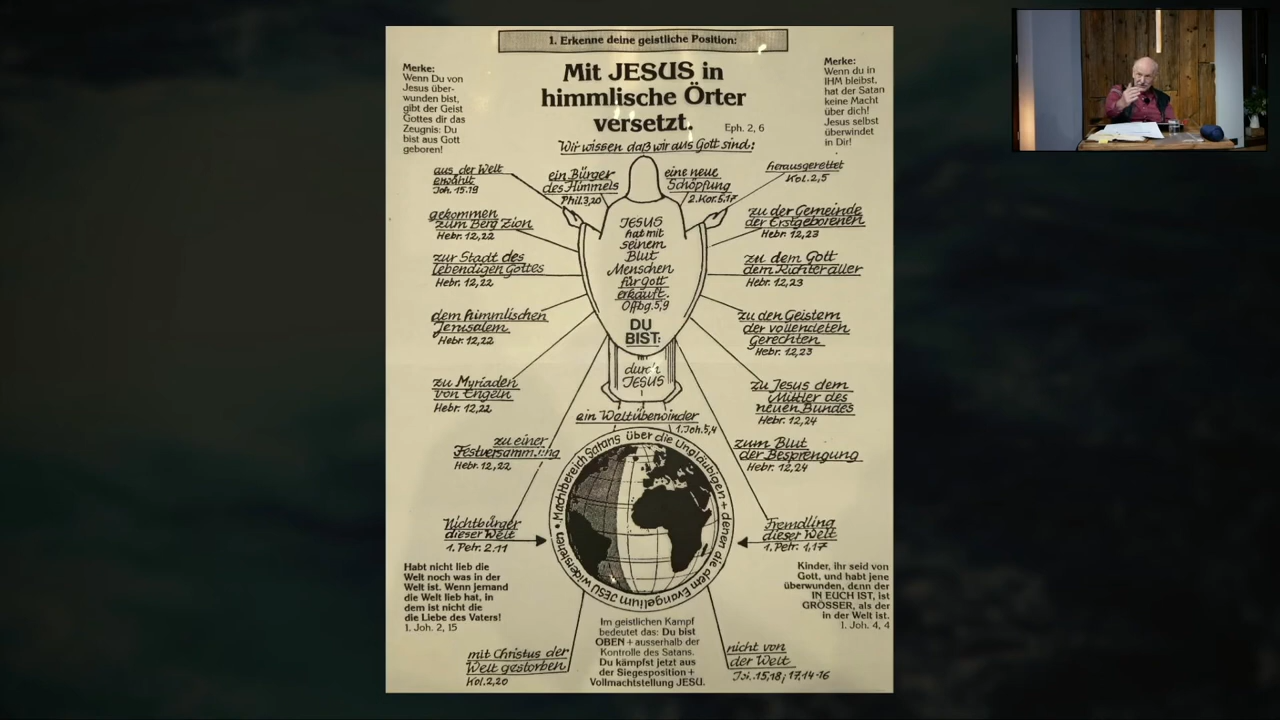 1. Erkenne deine geistliche Position:
Mit JESUS in
himmlische Örter
versetzt.
Eph. 2, 6
Merke:
Wenn Du von
Jesus über-
wunden bist,
gibt der Geist
Gottes dir das
Zeugnis: Du
bist aus Gott
geboren!
Merke:
Wenn du in
IHM bleibst,
hat der Satan
keine Macht
über dich!
Jesus selbst
überwindet
in Dir!
Wir wissen daß wir aus Gott sind:
aus der Welt
erwählt
Joh. 15.19
ein Bürger
des Himmels
Phil.3,20
eine neue
Schöpfung
2.Kor.5,17
herausgerettet
Kol.2,5
gekommen
zum Berg Zion
Hebr. 12,22
zu der Gemeinde
der Erstgeborenen
Hebr. 12,23
zur Stadt des
lebendigen Gottes
Hebr. 12,22
zu dem Gott
dem Richter aller
Hebr. 12,23
dem himmlischen
Jerusalem
Hebr. 12,22
zu den Geistern
der vollendeten
Gerechten
Hebr. 12,23
zu Myriaden
von Engeln
Hebr. 12,22
zu Jesus dem
Mittler des
neuen Bundes
Hebr. 12,24
zu einer
Festversammlung
Hebr. 12,22
zum Blut
der Besprengung
Hebr. 12,24
JESUS
hat mit
seinem
Blut
Menschen
für Gott
erkauft.
Offbg.5,9
DU
BIST:
durch
JESUS
ein Weltüberwinder
1.Joh.5,4
• Machtbereich Satans über die Ungläubigen + denen die dem Evangelium JESU widerstehen
Nichtbürger
dieser Welt
1. Petr. 2.11
Fremdling
dieser Welt
1. Petr. 1,17
Habt nicht lieb die
Welt noch was in der
Welt ist. Wenn jemand
die Welt lieb hat, in
dem ist nicht die
die Liebe des Vaters!
1. Joh. 2, 15
Kinder, ihr seid von
Gott, und habt jene
überwunden, denn der
IN EUCH IST, ist
GRÖSSER, als der
in der Welt ist.
1. Joh. 4, 4
mit Christus der
Welt gestorben
Kol.2,20
Im geistlichen Kampf
bedeutet das: Du bist
OBEN + ausserhalb der
Kontrolle des Satans.
Du kämpfst jetzt aus
der Siegesposition +
Vollmachtstellung JESU.
nicht von
der Welt
15,18; 17,14-16